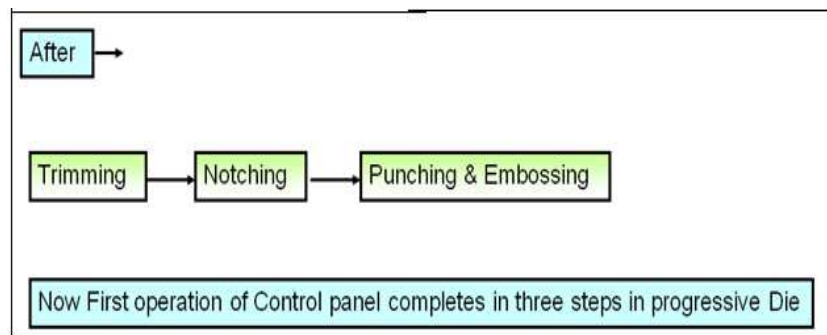 After
Trimming Notching Punching & Embossing
Now First operation of Control panel completes in three steps in progressive Die